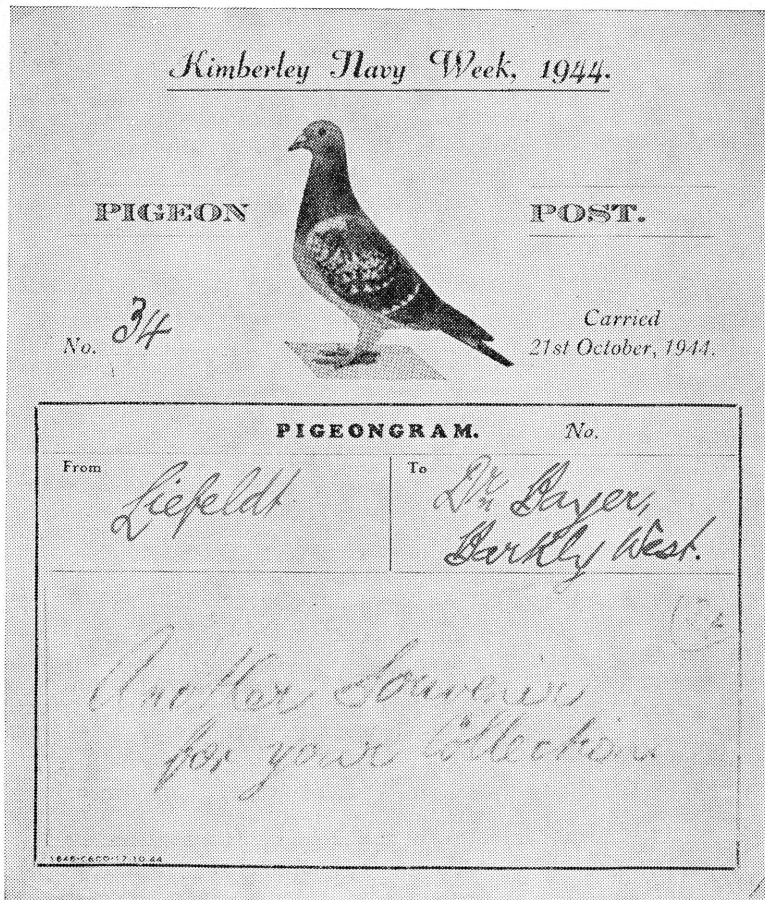 Kimberley Navy Week, 1944.
PIGEON POST.
No. 34
Carried
21st October, 1944.
PIGEONGRAM. No.
From Liefeldt
To Dr. Bayer,
Barkly West.
Another Souvenir
for your Collection.